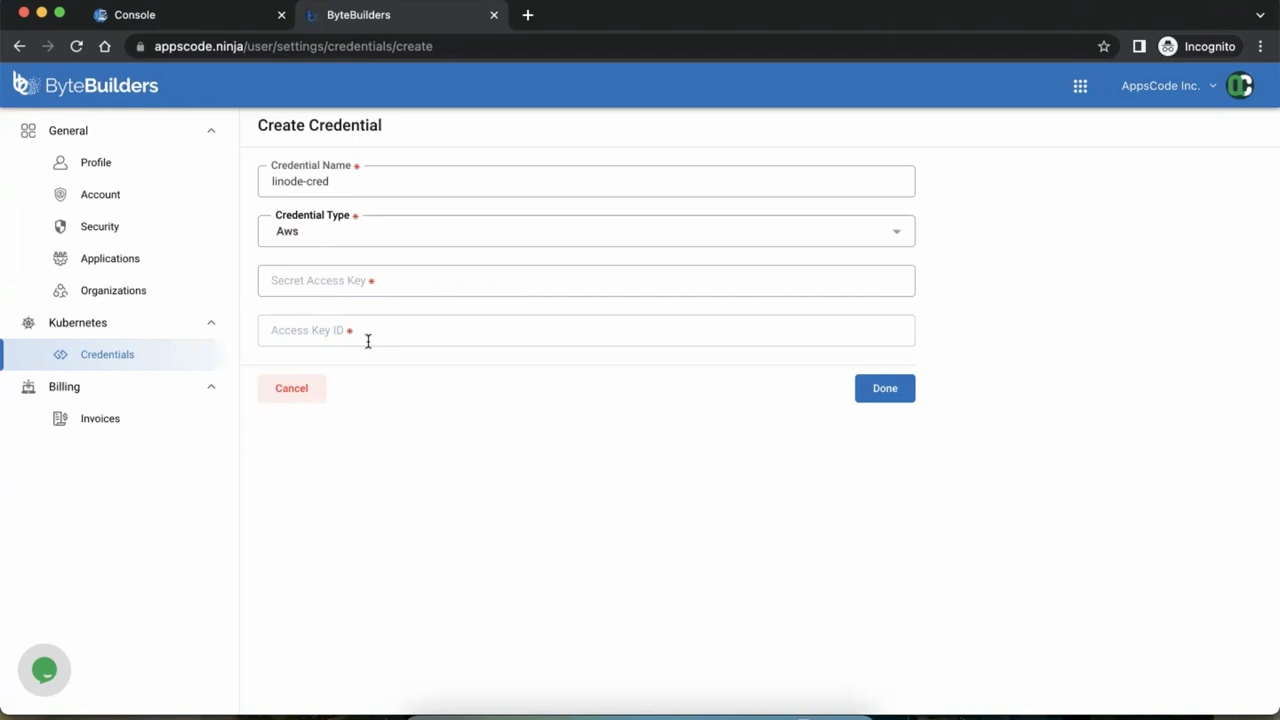 Console
ByteBuilders
appscode.ninja/user/settings/credentials/create
Incognito
ByteBuilders
AppsCode Inc.
General
Profile
Account
Security
Applications
Organizations
Kubernetes
Credentials
Billing
Invoices
Create Credential
Credential Name *
linode-cred
Credential Type *
Aws
Secret Access Key *
Access Key ID *
Cancel
Done